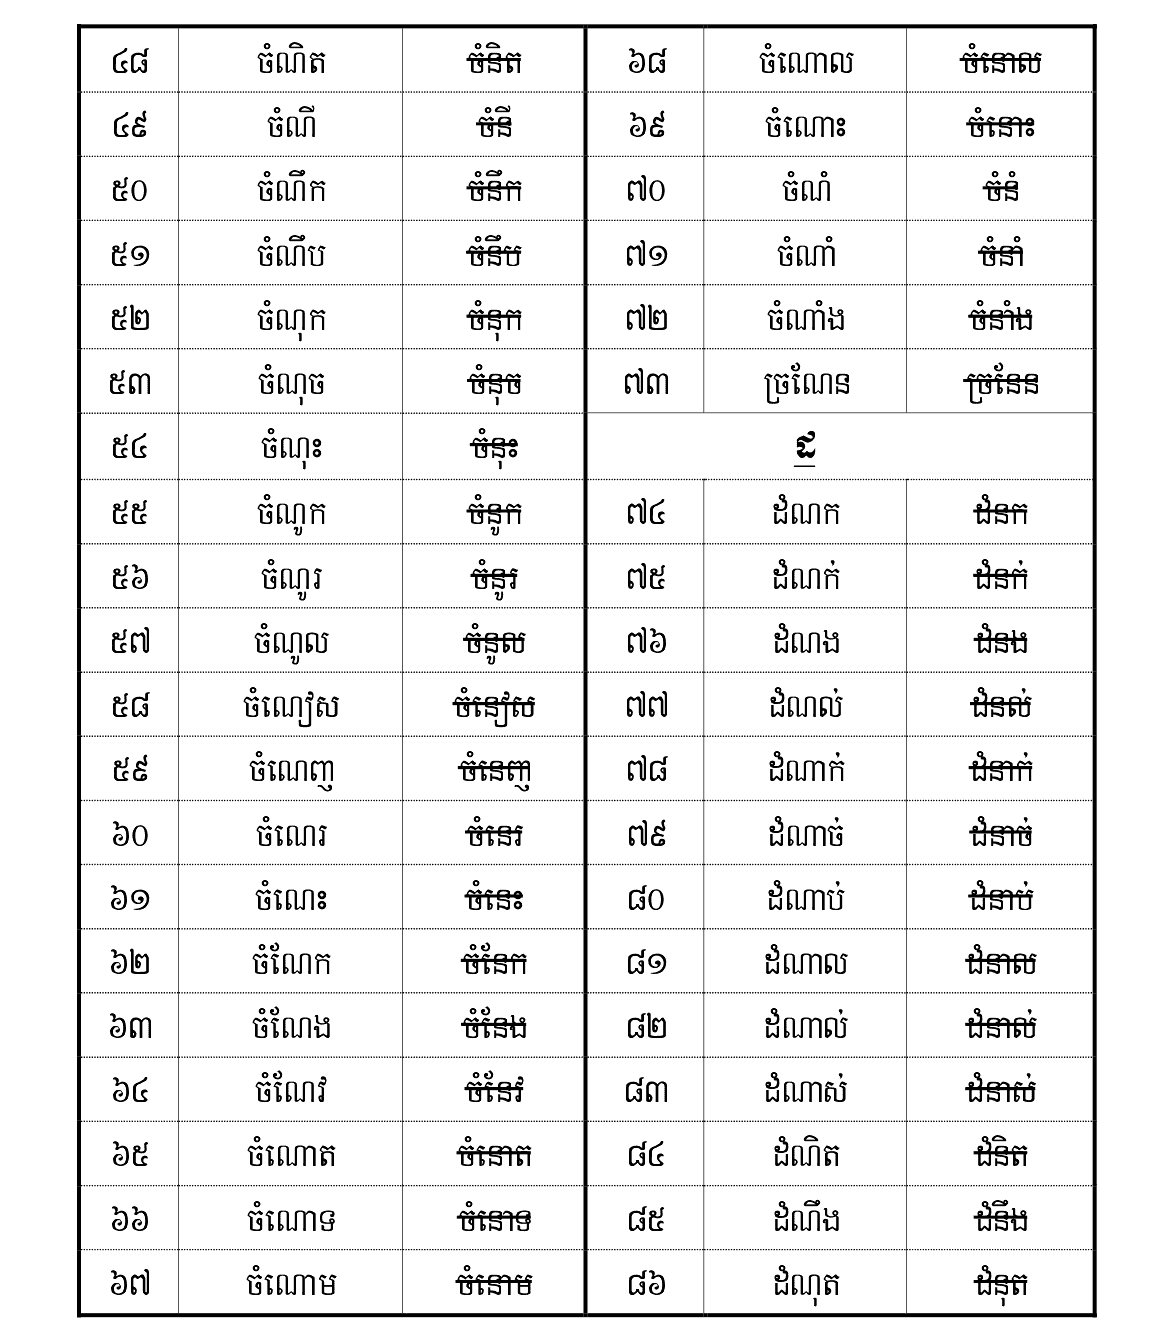 ៤៨ ចំណិត ចំនិត ៦៨ ចំណោល ចំនោល
៤៩ ចំណី ចំនី ៦៩ ចំណោះ ចំនោះ
៥០ ចំណឹក ចំនឹក ៧០ ចំណំ ចំនំ
៥១ ចំណឹប ចំនឹប ៧១ ចំណាំ ចំនាំ
៥២ ចំណុក ចំនុក ៧២ ចំណាំង ចំនាំង
៥៣ ចំណុច ចំនុច ៧៣ ច្រណែន ច្រនែន
៥៤ ចំណុះ ចំនុះ ដ
៥៥ ចំណូក ចំនូក ៧៤ ដំណក ដំនក
៥៦ ចំណូរ ចំនូរ ៧៥ ដំណក់ ដំនក់
៥៧ ចំណូល ចំនូល ៧៦ ដំណង ដំនង
៥៨ ចំណៀស ចំនៀស ៧៧ ដំណល់ ដំនល់
៥៩ ចំណេញ ចំនេញ ៧៨ ដំណាក់ ដំនាក់
៦០ ចំណេរ ចំនេរ ៧៩ ដំណាច់ ដំនាច់
៦១ ចំណេះ ចំនេះ ៨០ ដំណាប់ ដំនាប់
៦២ ចំណែក ចំនែក ៨១ ដំណាល ដំនាល
៦៣ ចំណែង ចំនែង ៨២ ដំណាល់ ដំនាល់
៦៤ ចំណែវ ចំនែវ ៨៣ ដំណាស់ ដំនាស់
៦៥ ចំណោត ចំនោត ៨៤ ដំណិត ដំនិត
៦៦ ចំណោទ ចំនោទ ៨៥ ដំណឹង ដំនឹង
៦៧ ចំណោម ចំនោម ៨៦ ដំណុត ដំនុត